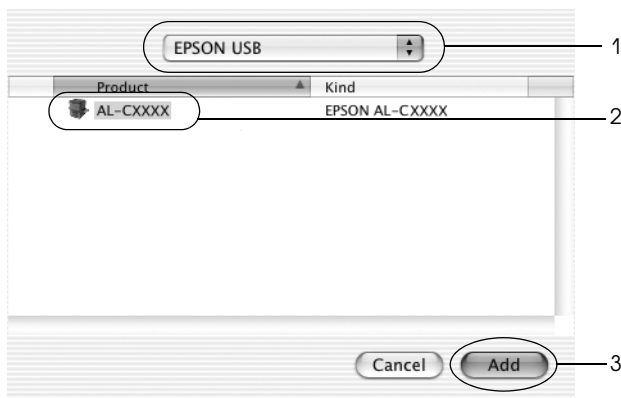 EPSON USB 1
Product Kind
AL-CXXXX EPSON AL-CXXXX
2
Cancel Add 3